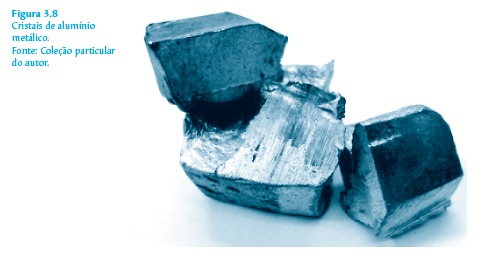 Figura 3.8
Cristais de alumínio
metálico.
Fonte: Coleção particular
do autor.